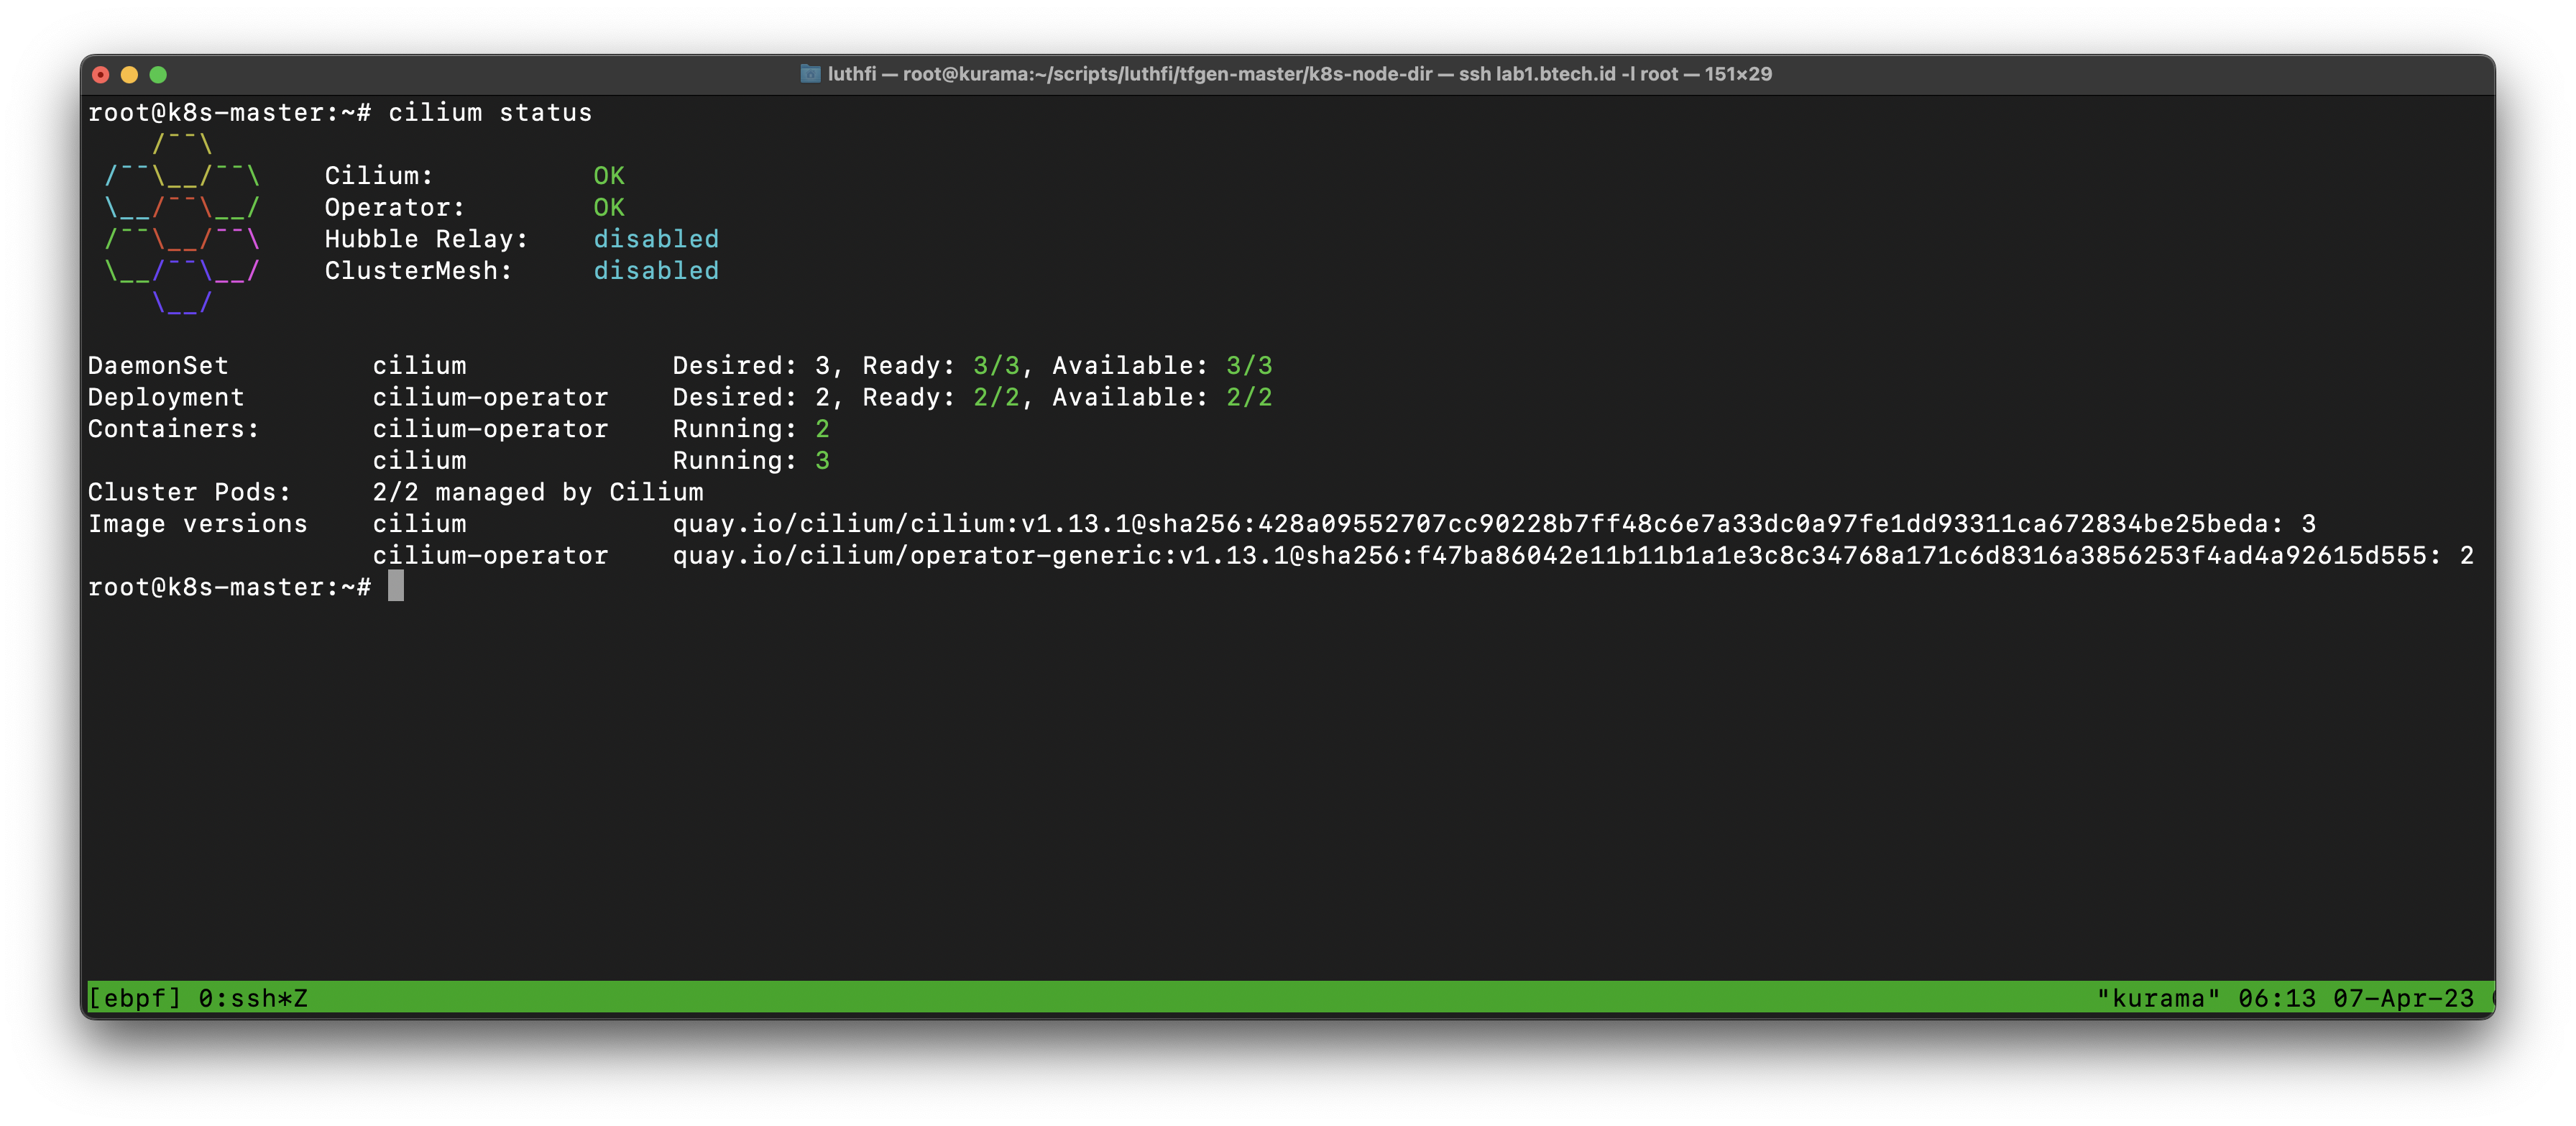 luthfi — root@kurama:~/scripts/luthfi/tfgen-master/k8s-node-dir — ssh lab1.btech.id -l root — 151×29
root@k8s-master:~# cilium status
    /¯¯\
 /¯¯\__/¯¯\    Cilium:          OK
 \__/¯¯\__/    Operator:        OK
 /¯¯\__/¯¯\    Hubble Relay:    disabled
 \__/¯¯\__/    ClusterMesh:     disabled
    \__/
DaemonSet         cilium             Desired: 3, Ready: 3/3, Available: 3/3
Deployment        cilium-operator    Desired: 2, Ready: 2/2, Available: 2/2
Containers:       cilium-operator    Running: 2
                  cilium             Running: 3
Cluster Pods:     2/2 managed by Cilium
Image versions    cilium             quay.io/cilium/cilium:v1.13.1@sha256:428a09552707cc90228b7ff48c6e7a33dc0a97fe1dd93311ca672834be25beda: 3
                  cilium-operator    quay.io/cilium/operator-generic:v1.13.1@sha256:f47ba86042e11b11b1a1e3c8c34768a171c6d8316a3856253f4ad4a92615d555: 2
root@k8s-master:~#
[ebpf] 0:ssh*Z "kurama" 06:13 07-Apr-23